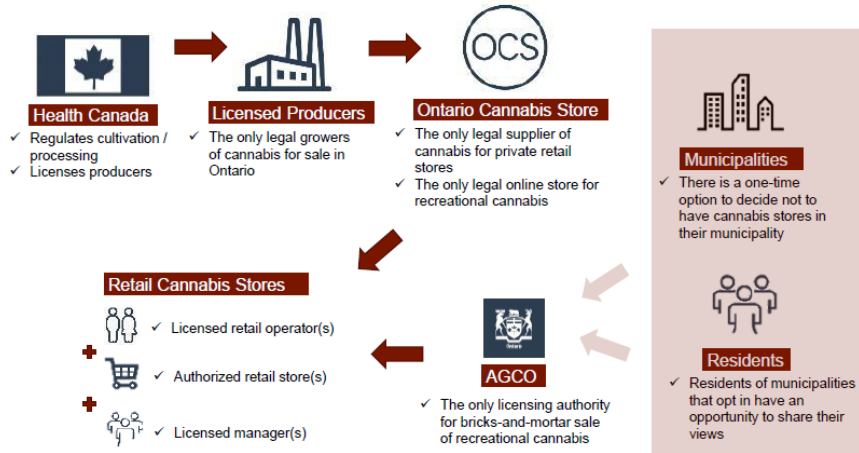 OCS
Health Canada
✓ Regulates cultivation /
processing
✓ Licenses producers
Licensed Producers
✓ The only legal growers
of cannabis for sale in
Ontario
Ontario Cannabis Store
✓ The only legal supplier of
cannabis for private retail
stores
✓ The only legal online store for
recreational cannabis
Municipalities
✓ There is a one-time
option to decide not to
have cannabis stores in
their municipality
Retail Cannabis Stores
✓ Licensed retail operator(s)
+
✓ Authorized retail store(s)
+
✓ Licensed manager(s)
Ontario
AGCO
✓ The only licensing authority
for bricks-and-mortar sale
of recreational cannabis
Residents
✓ Residents of municipalities
that opt in have an
opportunity to share their
views